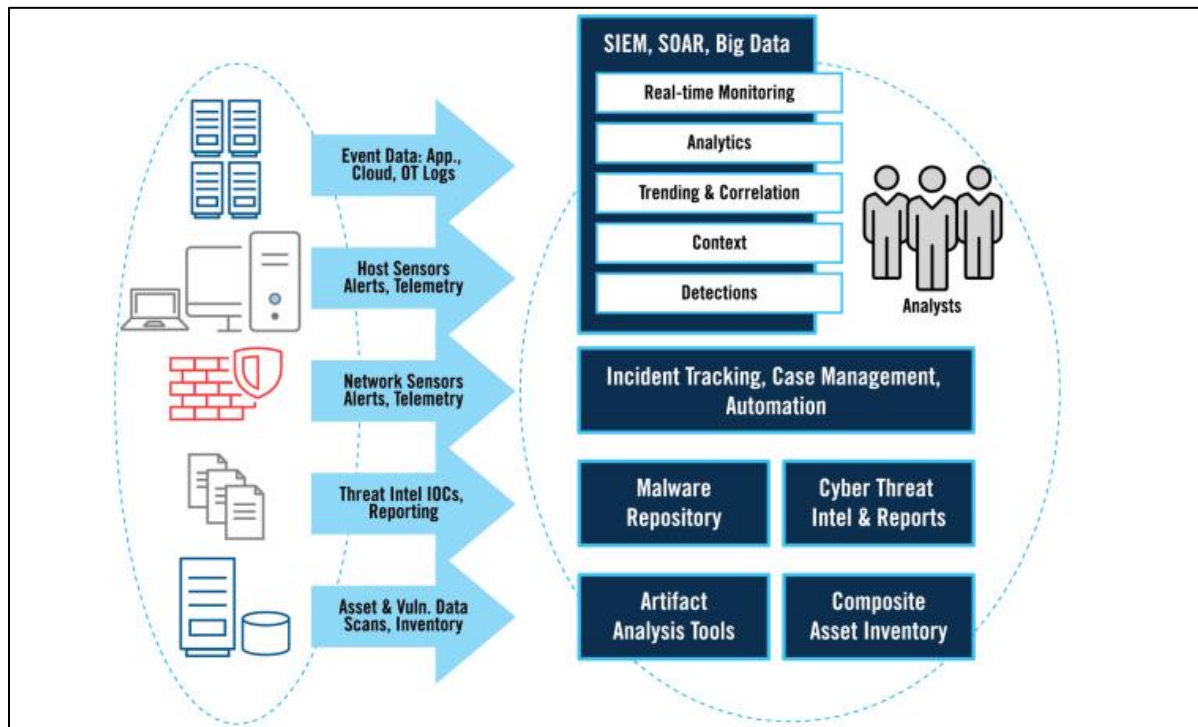 Event Data: App.,
Cloud, OT Logs
Host Sensors
Alerts, Telemetry
Network Sensors
Alerts, Telemetry
Threat Intel IOCs,
Reporting
Asset & Vuln. Data
Scans, Inventory
SIEM, SOAR, Big Data
Real-time Monitoring
Analytics
Trending & Correlation
Context
Detections
Analysts
Incident Tracking, Case Management,
Automation
Malware
Repository
Cyber Threat
Intel & Reports
Artifact
Analysis Tools
Composite
Asset Inventory